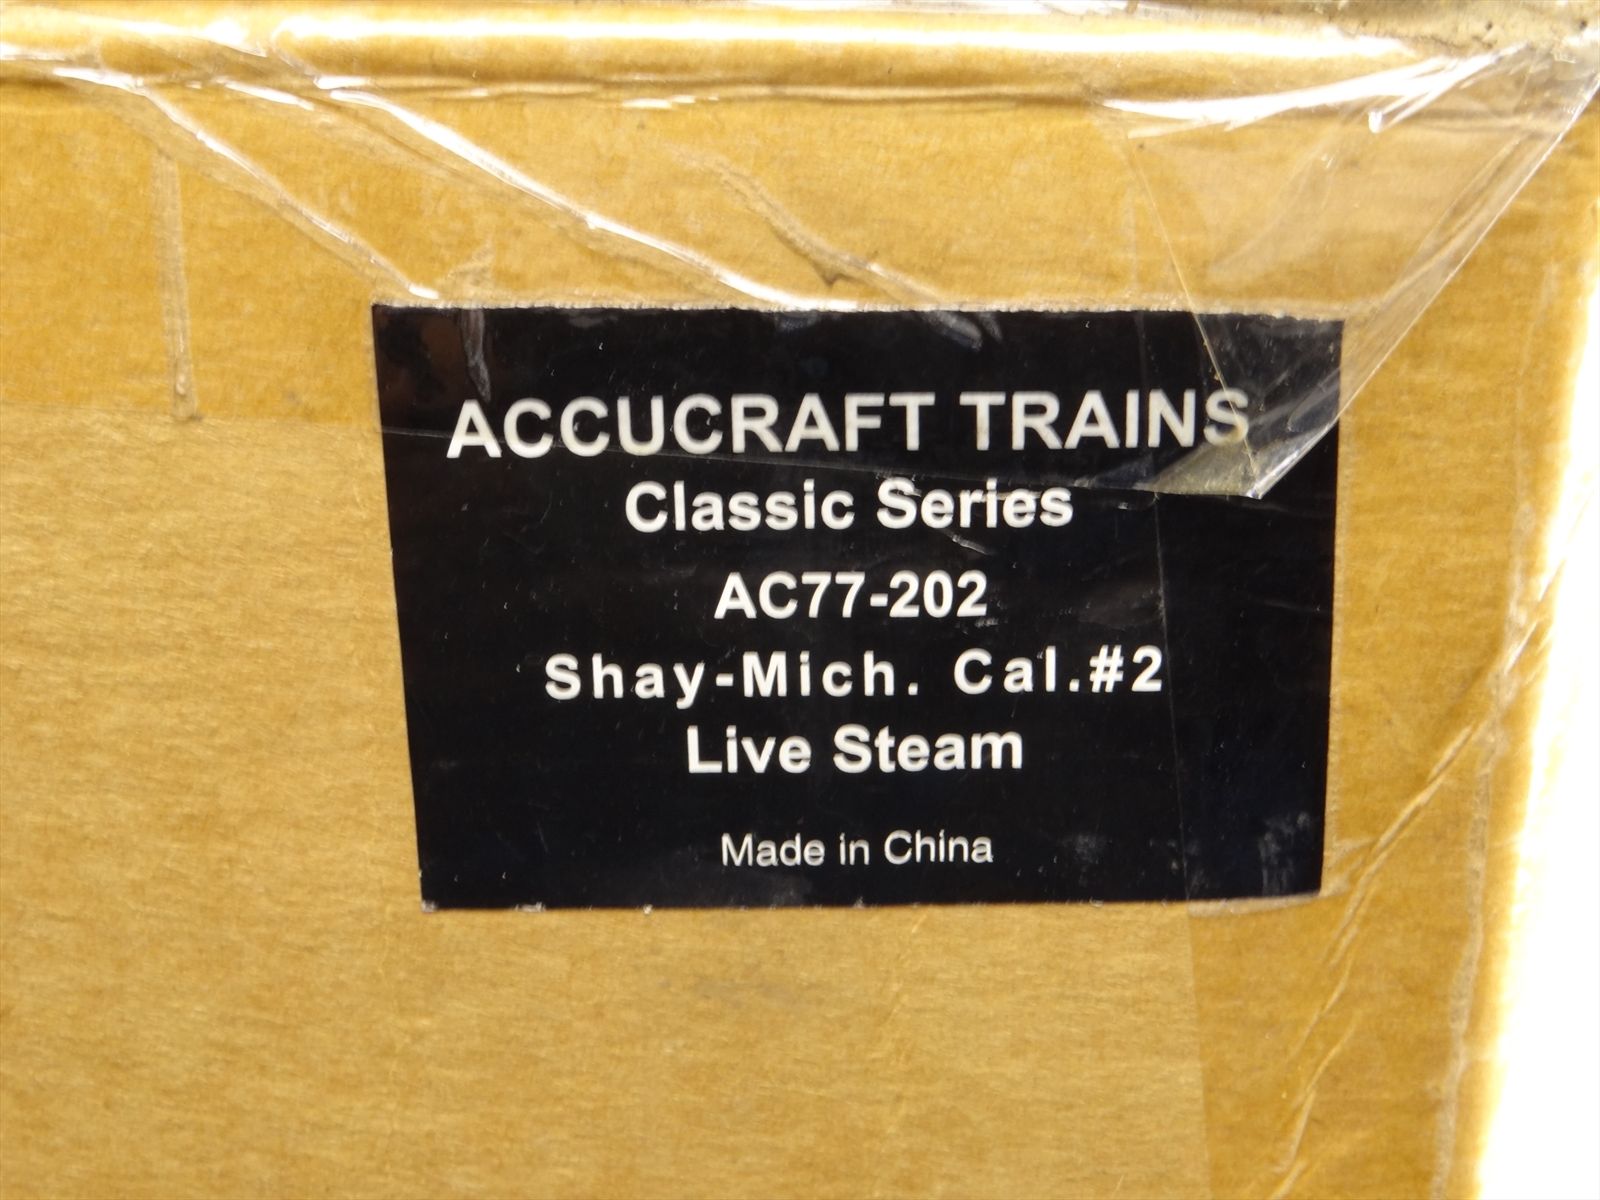 ACCUCRAFT TRAINS
Classic Series
AC77-202
Shay-Mich. Cal.#2
Live Steam
Made in China